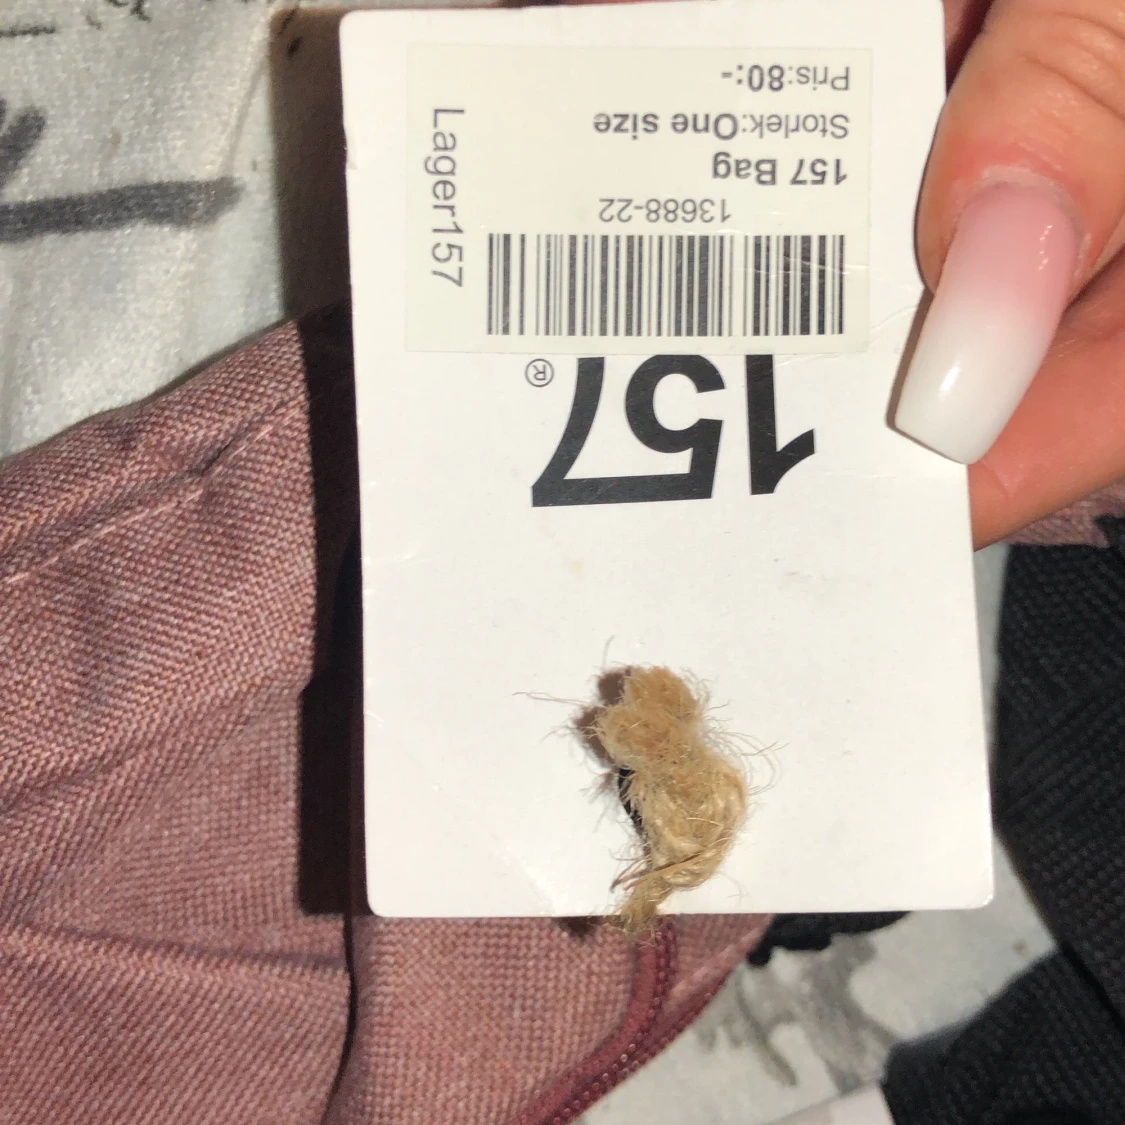 Pris:80:-
Storlek:One size
157 Bag
13688-22
Lager157
157®